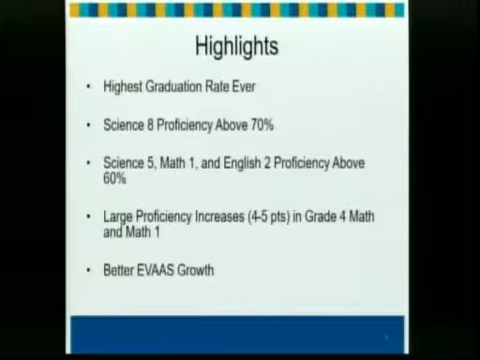 Highlights
• Highest Graduation Rate Ever
• Science 8 Proficiency Above 70%
• Science 5, Math 1, and English 2 Proficiency Above
60%
• Large Proficiency Increases (4-5 pts) in Grade 4 Math
and Math 1
• Better EVAAS Growth